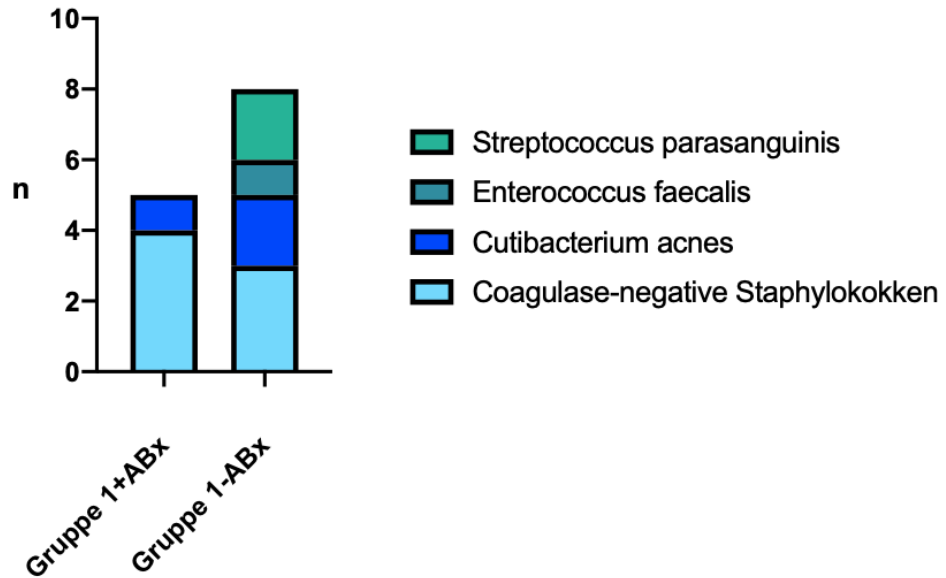 10
8
6
4
2
0
n
Gruppe 1+ABx
Gruppe 1-ABx
Streptococcus parasanguinis
Enterococcus faecalis
Cutibacterium acnes
Coagulase-negative Staphylokokken